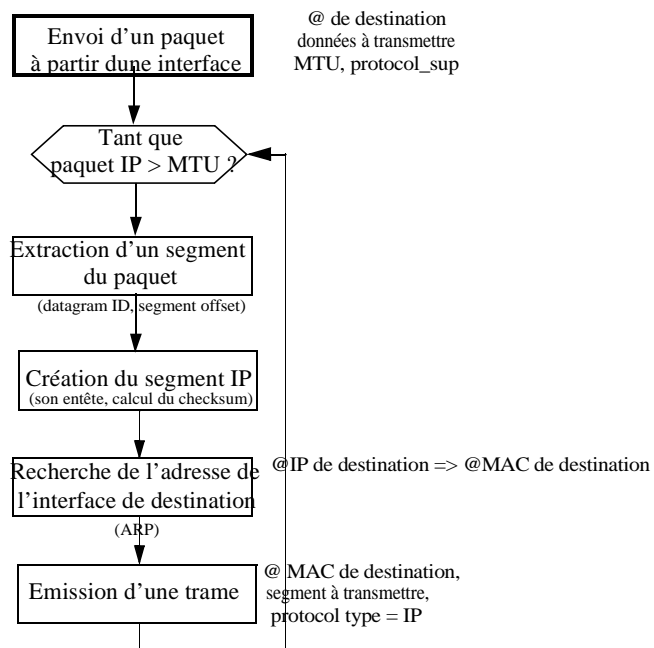 Envoi d'un paquet
à partir dune interface
@ de destination
données à transmettre
MTU, protocol_sup
Tant que
paquet IP > MTU ?
Extraction d'un segment
du paquet
(datagram ID, segment offset)
Création du segment IP
(son entête, calcul du checksum)
Recherche de l'adresse de
l'interface de destination
(ARP)
@IP de destination => @MAC de destination
Emission d'une trame
@ MAC de destination,
segment à transmettre,
protocol type = IP